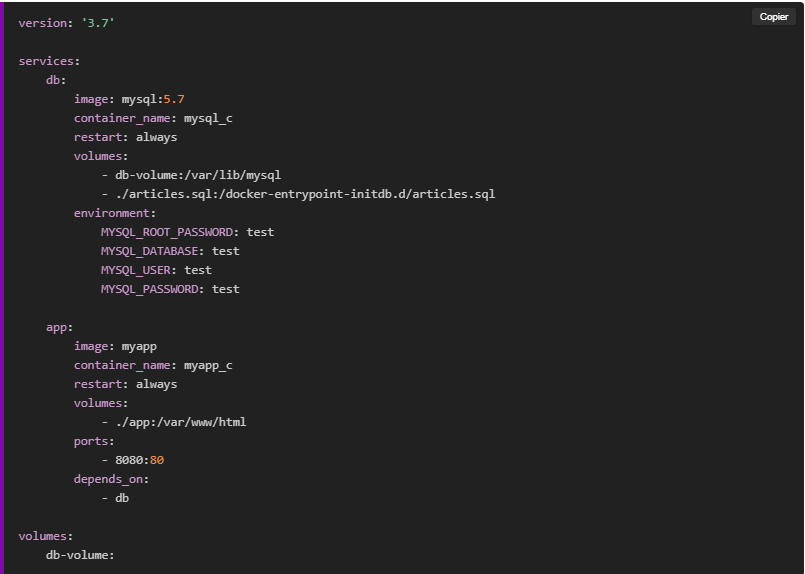 Copier
version: '3.7'
services:
    db:
        image: mysql:5.7
        container_name: mysql_c
        restart: always
        volumes:
            - db-volume:/var/lib/mysql
            - ./articles.sql:/docker-entrypoint-initdb.d/articles.sql
        environment:
            MYSQL_ROOT_PASSWORD: test
            MYSQL_DATABASE: test
            MYSQL_USER: test
            MYSQL_PASSWORD: test
    app:
        image: myapp
        container_name: myapp_c
        restart: always
        volumes:
            - ./app:/var/www/html
        ports:
            - 8080:80
        depends_on:
            - db
volumes:
    db-volume: